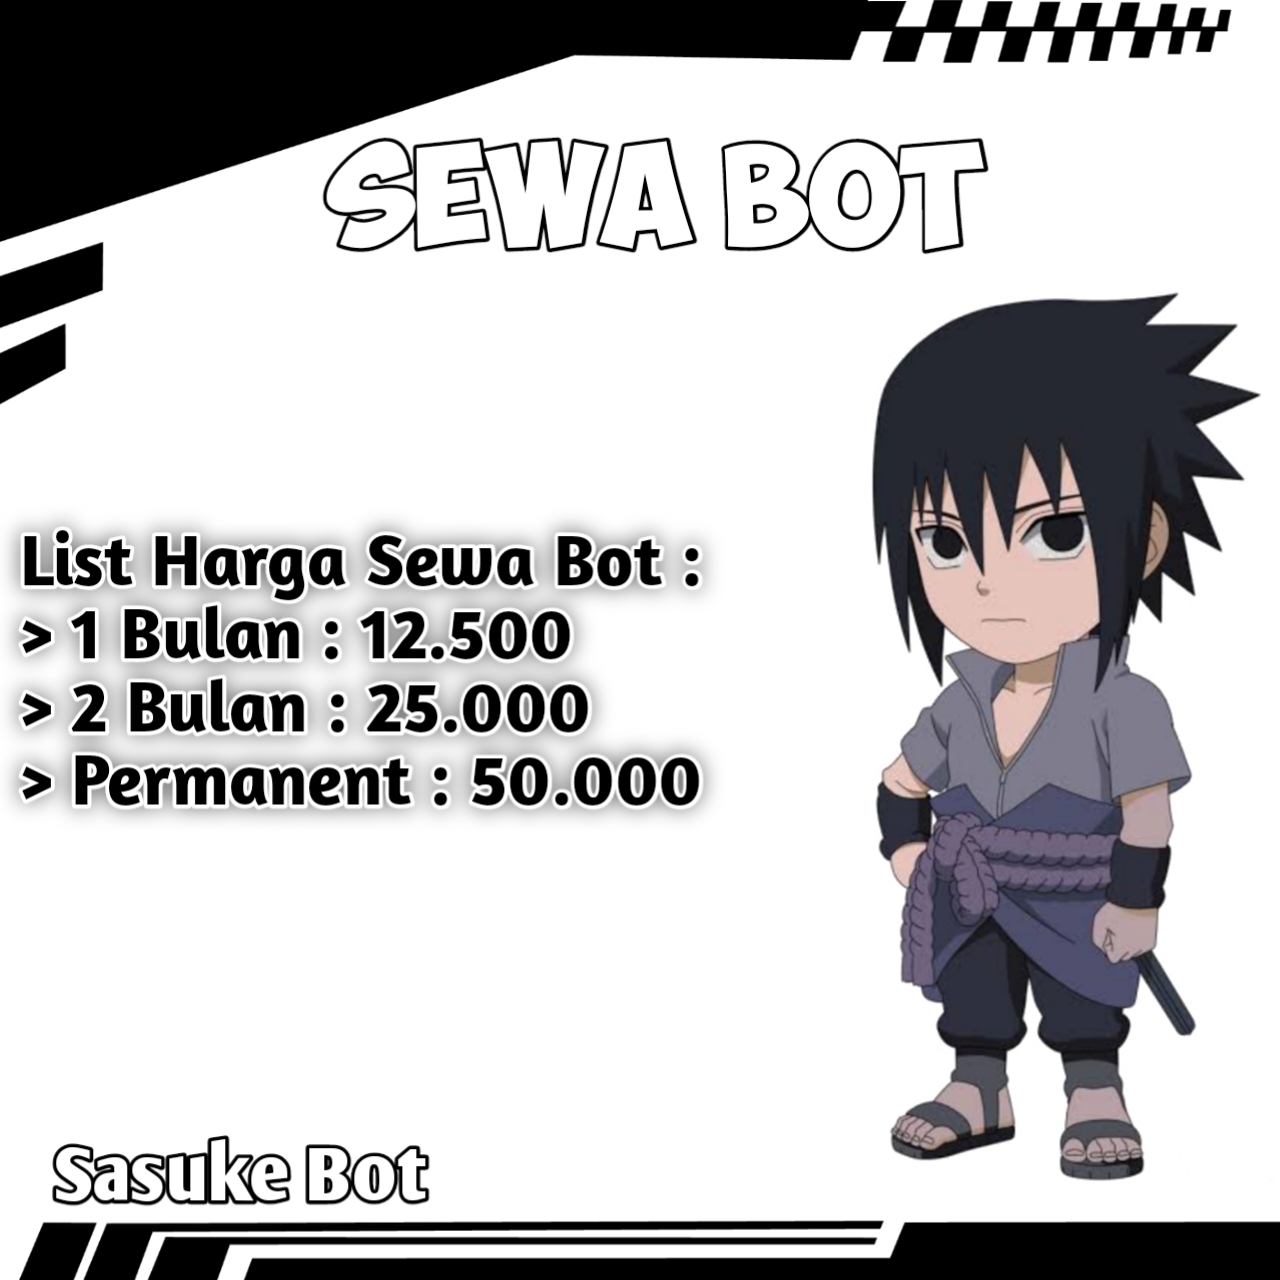 SEWA BOT
List Harga Sewa Bot :
> 1 Bulan : 12.500
> 2 Bulan : 25.000
> Permanent : 50.000
Sasuke Bot